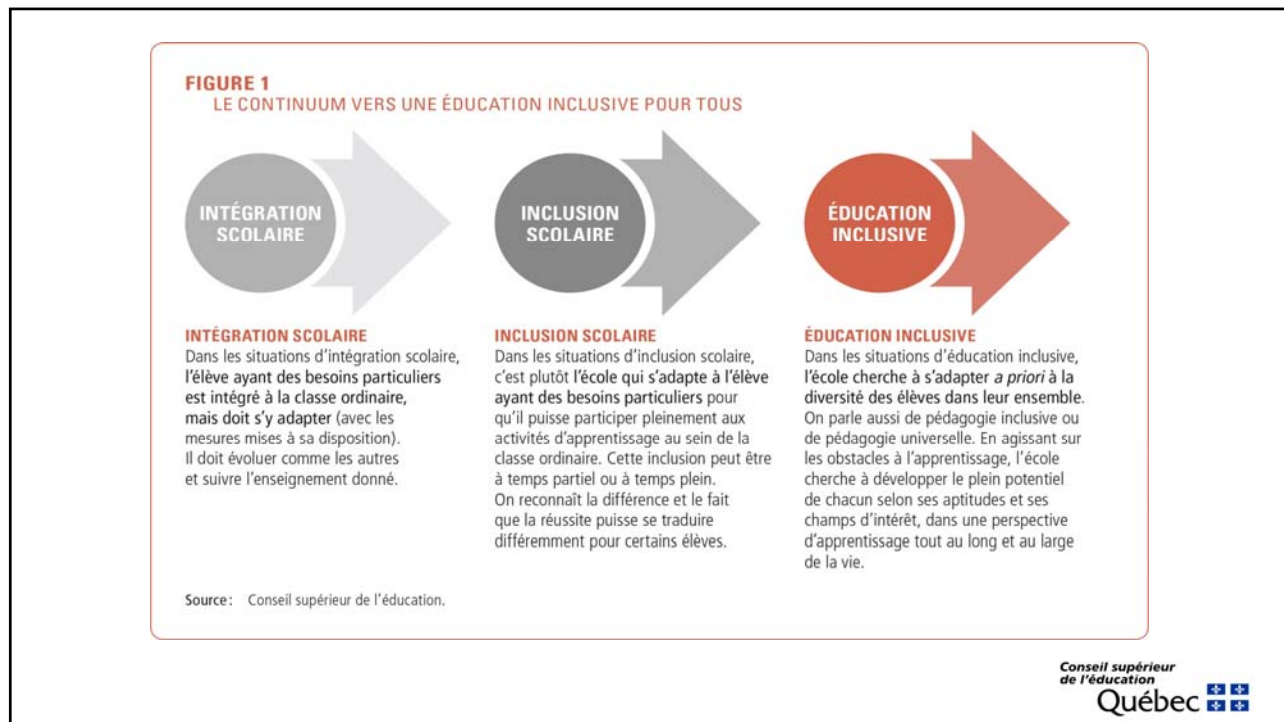 FIGURE 1
LE CONTINUUM VERS UNE ÉDUCATION INCLUSIVE POUR TOUS
INTÉGRATION
SCOLAIRE
INCLUSION
SCOLAIRE
ÉDUCATION
INCLUSIVE
INTÉGRATION SCOLAIRE
Dans les situations d'intégration scolaire,
l'élève ayant des besoins particuliers
est intégré à la classe ordinaire,
mais doit s'y adapter (avec les
mesures mises à sa disposition).
Il doit évoluer comme les autres
et suivre l'enseignement donné.
INCLUSION SCOLAIRE
Dans les situations d'inclusion scolaire,
c'est plutôt l'école qui s'adapte à l'élève
ayant des besoins particuliers pour
qu'il puisse participer pleinement aux
activités d'apprentissage au sein de la
classe ordinaire. Cette inclusion peut être
à temps partiel ou à temps plein.
On reconnaît la différence et le fait
que la réussite puisse se traduire
différemment pour certains élèves.
ÉDUCATION INCLUSIVE
Dans les situations d'éducation inclusive,
l'école cherche à s'adapter a priori à la
diversité des élèves dans leur ensemble.
On parle aussi de pédagogie inclusive ou
de pédagogie universelle. En agissant sur
les obstacles à l'apprentissage, l'école
cherche à développer le plein potentiel
de chacun selon ses aptitudes et ses
champs d'intérêt, dans une perspective
d'apprentissage tout au long et au large
de la vie.
Source : Conseil supérieur de l'éducation.
Conseil supérieur
de l'éducation
Québec